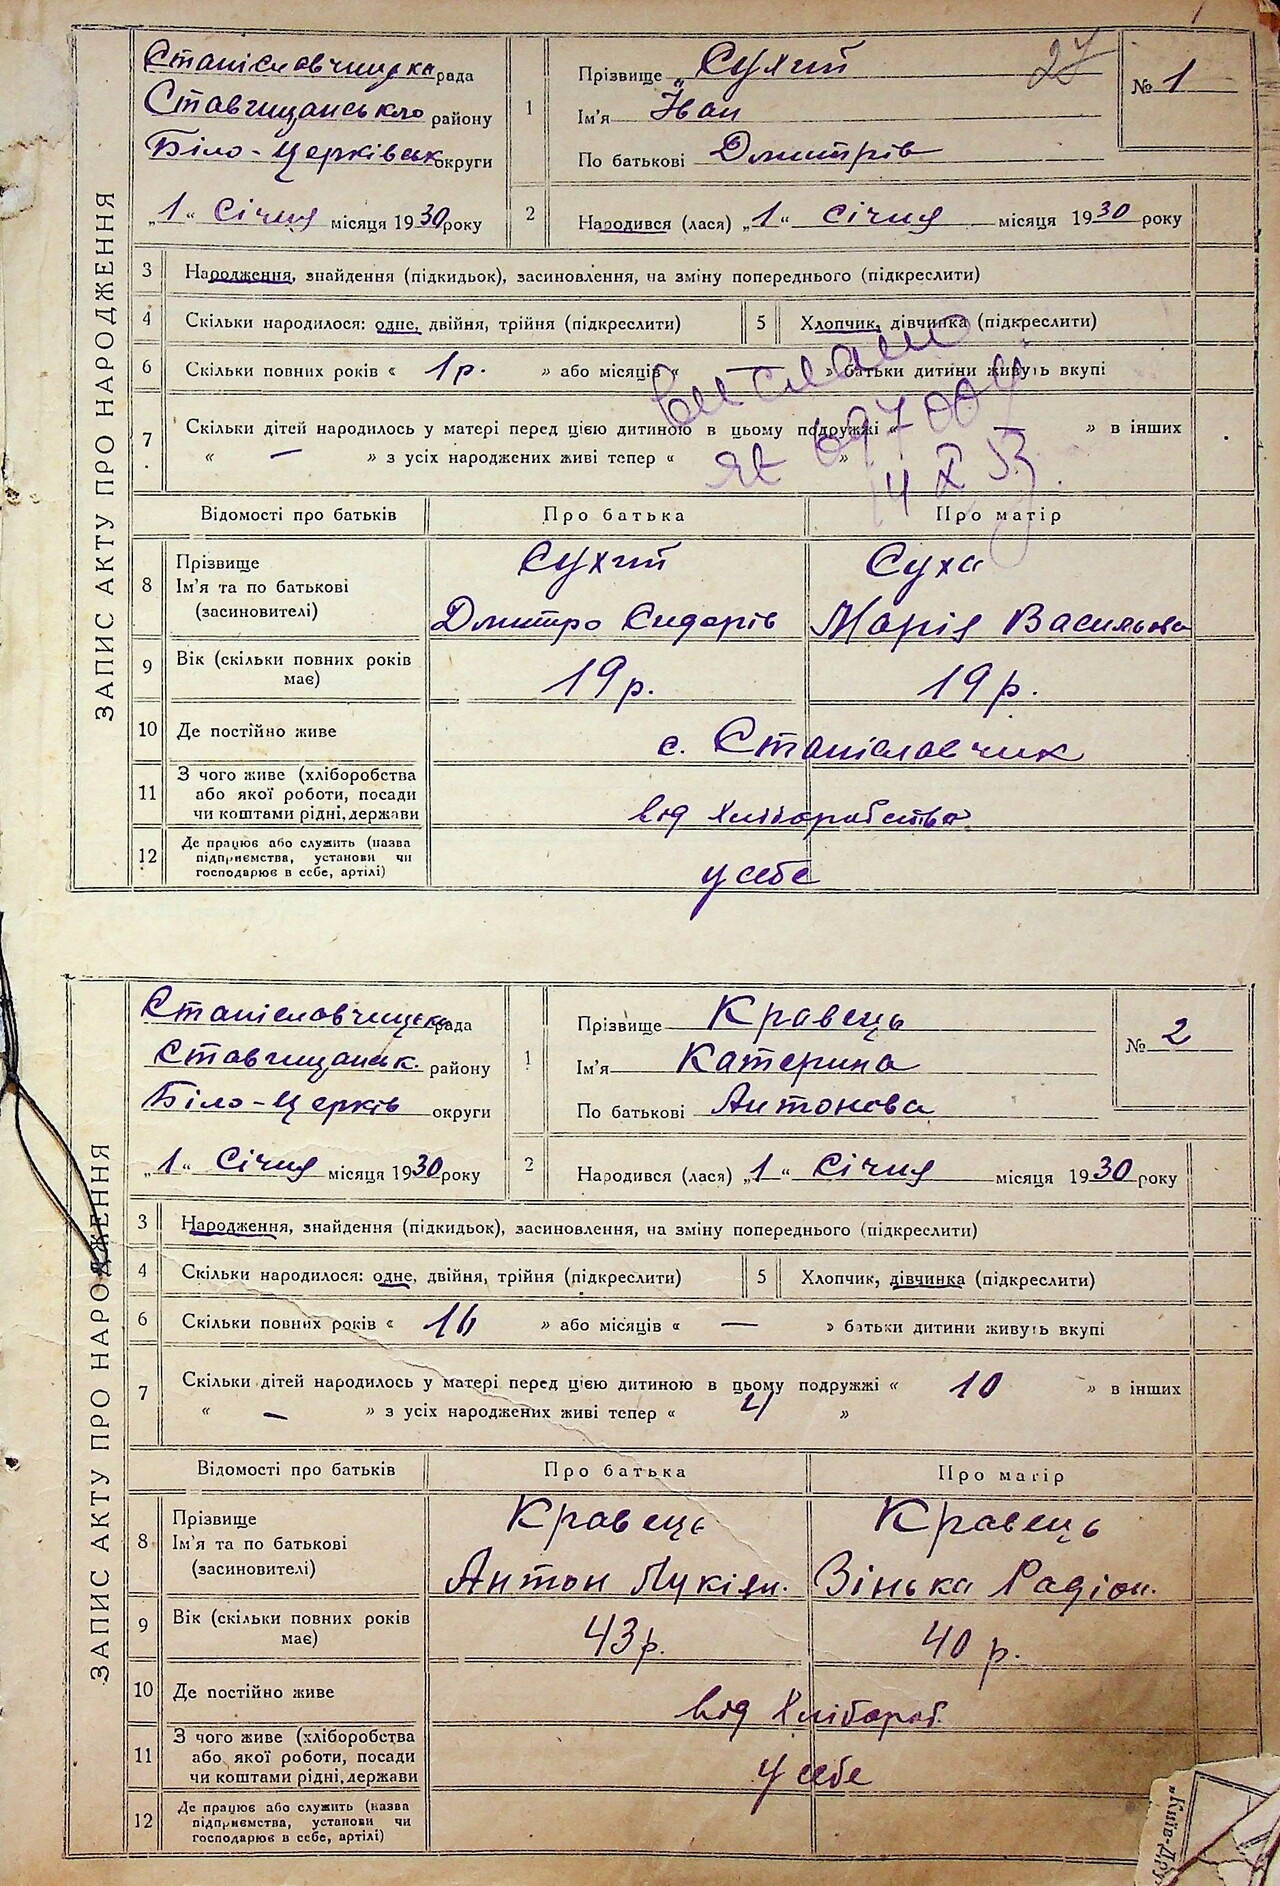 ЗАПИС АКТУ ПРО НАРОДЖЕННЯ
Станіславчицька рада
Ставищанського району
Біло-Церківськ округи
„1“ Січня місяця 1930 року
27
№ 1
1 Прізвище Сухий
Ім'я Іван
По батькові Дмитрів
2 Народився (лася) „1“ січня місяця 1930 року
3 Народження, знайдення (підкидьок), засиновлення, на зміну попереднього (підкреслити)
4 Скільки народилося: одне, двійня, трійня (підкреслити) 5 Хлопчик, дівчинка (підкреслити)
6 Скільки повних років « 1р. » або місяців « — » батьки дитини живуть вкупі
7 Скільки дітей народилось у матері перед цією дитиною в цьому подружжі « — » в інших
« — » з усіх народжених живі тепер « »
14 X 53
Відомості про батьків Про батька Про матір
8 Прізвище
Ім'я та по батькові
(засиновителі)
Сухий Суха
Дмитро Сидорів Марія Васильова
9 Вік (скільки повних років
має)
19 р. 19 р.
10 Де постійно живе с. Станіславчик
11 З чого живе (хліборобства
або якої роботи, посади
чи коштами рідні, держави
від хліборобства
12 Де працює або служить (назва
підприємства, установи чи
господарює в себе, артілі)
у себе
ЗАПИС АКТУ ПРО НАРОДЖЕННЯ
Станіславчицька рада
Ставищанськ. району
Біло-Церків округи
„1“ Січня місяця 1930 року
№ 2
1 Прізвище Кравець
Ім'я Катерина
По батькові Антонова
2 Народився (лася) „1“ січня місяця 1930 року
3 Народження, знайдення (підкидьок), засиновлення, на зміну попереднього (підкреслити)
4 Скільки народилося: одне, двійня, трійня (підкреслити) 5 Хлопчик, дівчинка (підкреслити)
6 Скільки повних років « » або місяців « — » батьки дитини живуть вкупі
7 Скільки дітей народилось у матері перед цією дитиною в цьому подружжі « 10 » в інших
« — » з усіх народжених живі тепер « 4 »
Відомості про батьків Про батька Про матір
8 Прізвище
Ім'я та по батькові
(засиновителі)
Кравець Кравець
Антон Лукіян. Зінька Радіон.
9 Вік (скільки повних років
має)
43 р. 40 р.
10 Де постійно живе від хлібороб.
11 З чого живе (хліборобства
або якої роботи, посади
чи коштами рідні, держави
у себе
12 Де працює або служить (назва
підприємства, установи чи
господарює в себе, артілі)
„Київ-Дру